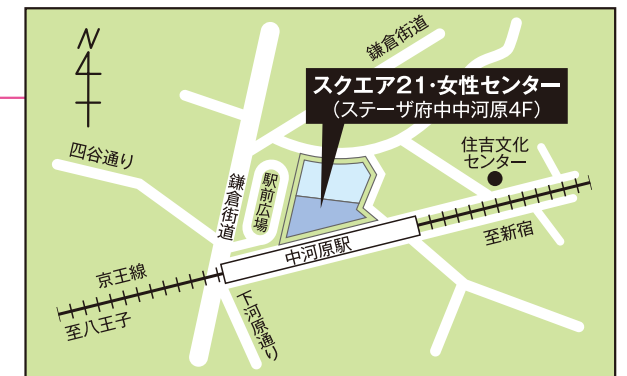 N
鎌倉街道
スクエア21・女性センター
(ステーザ府中中河原4F)
四谷通り
住吉文化
センター
鎌倉街道
駅前広場
中河原駅
至新宿
京王線
至八王子
下河原通り